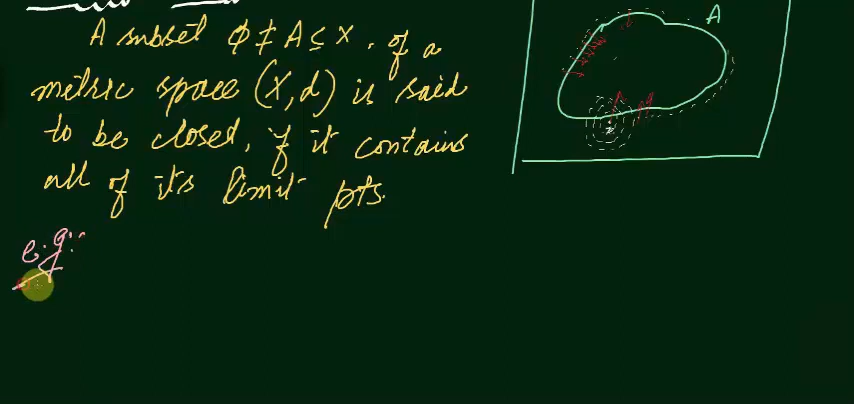 A subset ϕ ≠ A ⊆ X, of a
metric space (X,d) is said
to be closed, if it contains
all of its limit pts.
e.g:-
A
x